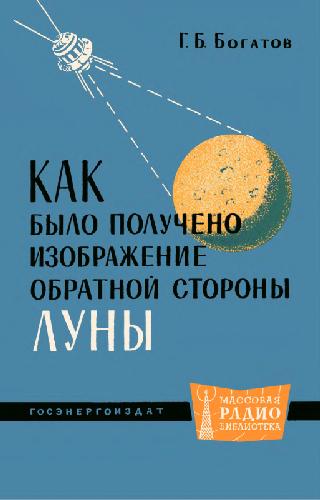 Г. Б. Богатов
КАК
БЫЛО ПОЛУЧЕНО
ИЗОБРАЖЕНИЕ
ОБРАТНОЙ СТОРОНЫ
ЛУНЫ
ГОСЭНЕРГОИЗДАТ
МАССОВАЯ
РАДИО
БИБЛИОТЕКА